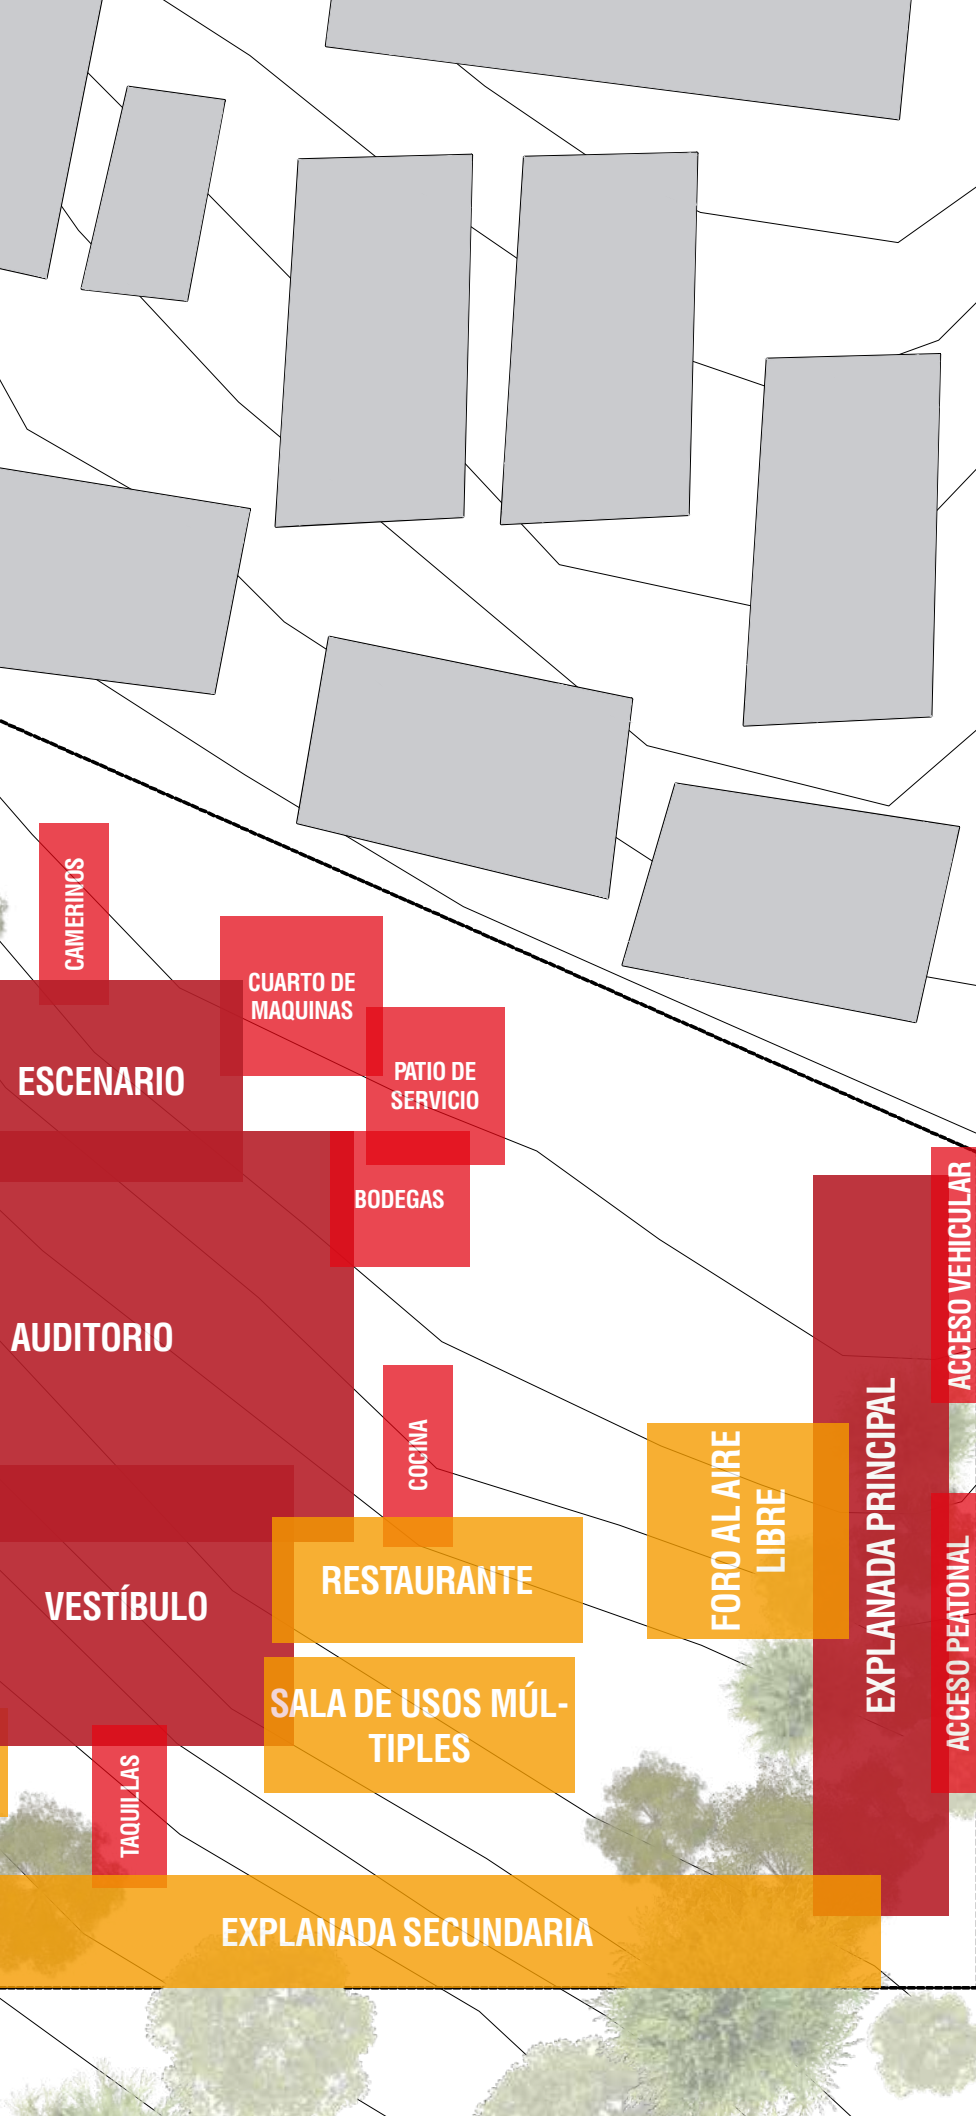 CAMERINOS
CUARTO DE
MAQUINAS
ESCENARIO
PATIO DE
SERVICIO
BODEGAS
ACCESO VEHICULAR
AUDITORIO
COCINA
FORO AL AIRE
LIBRE
EXPLANADA PRINCIPAL
RESTAURANTE
VESTÍBULO
ACCESO PEATONAL
SALA DE USOS MÚL-
TIPLES
TAQUILLAS
EXPLANADA SECUNDARIA